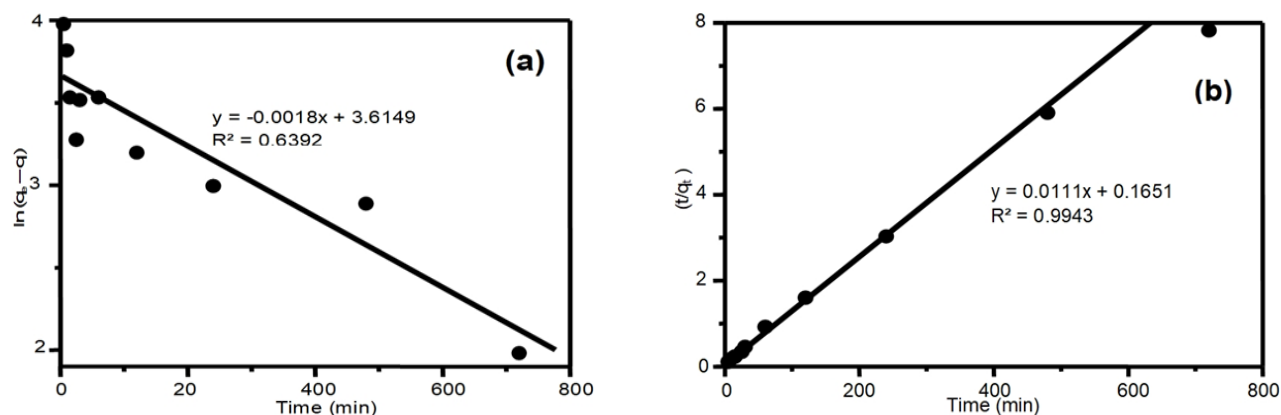 (a)
4
3
2
ln(qₑ−q)
y = -0.0018x + 3.6149
R² = 0.6392
0 20 400 600 800
Time (min)
(b)
8
6
4
2
0
(t/qₜ)
y = 0.0111x + 0.1651
R² = 0.9943
0 200 400 600 800
Time (min)